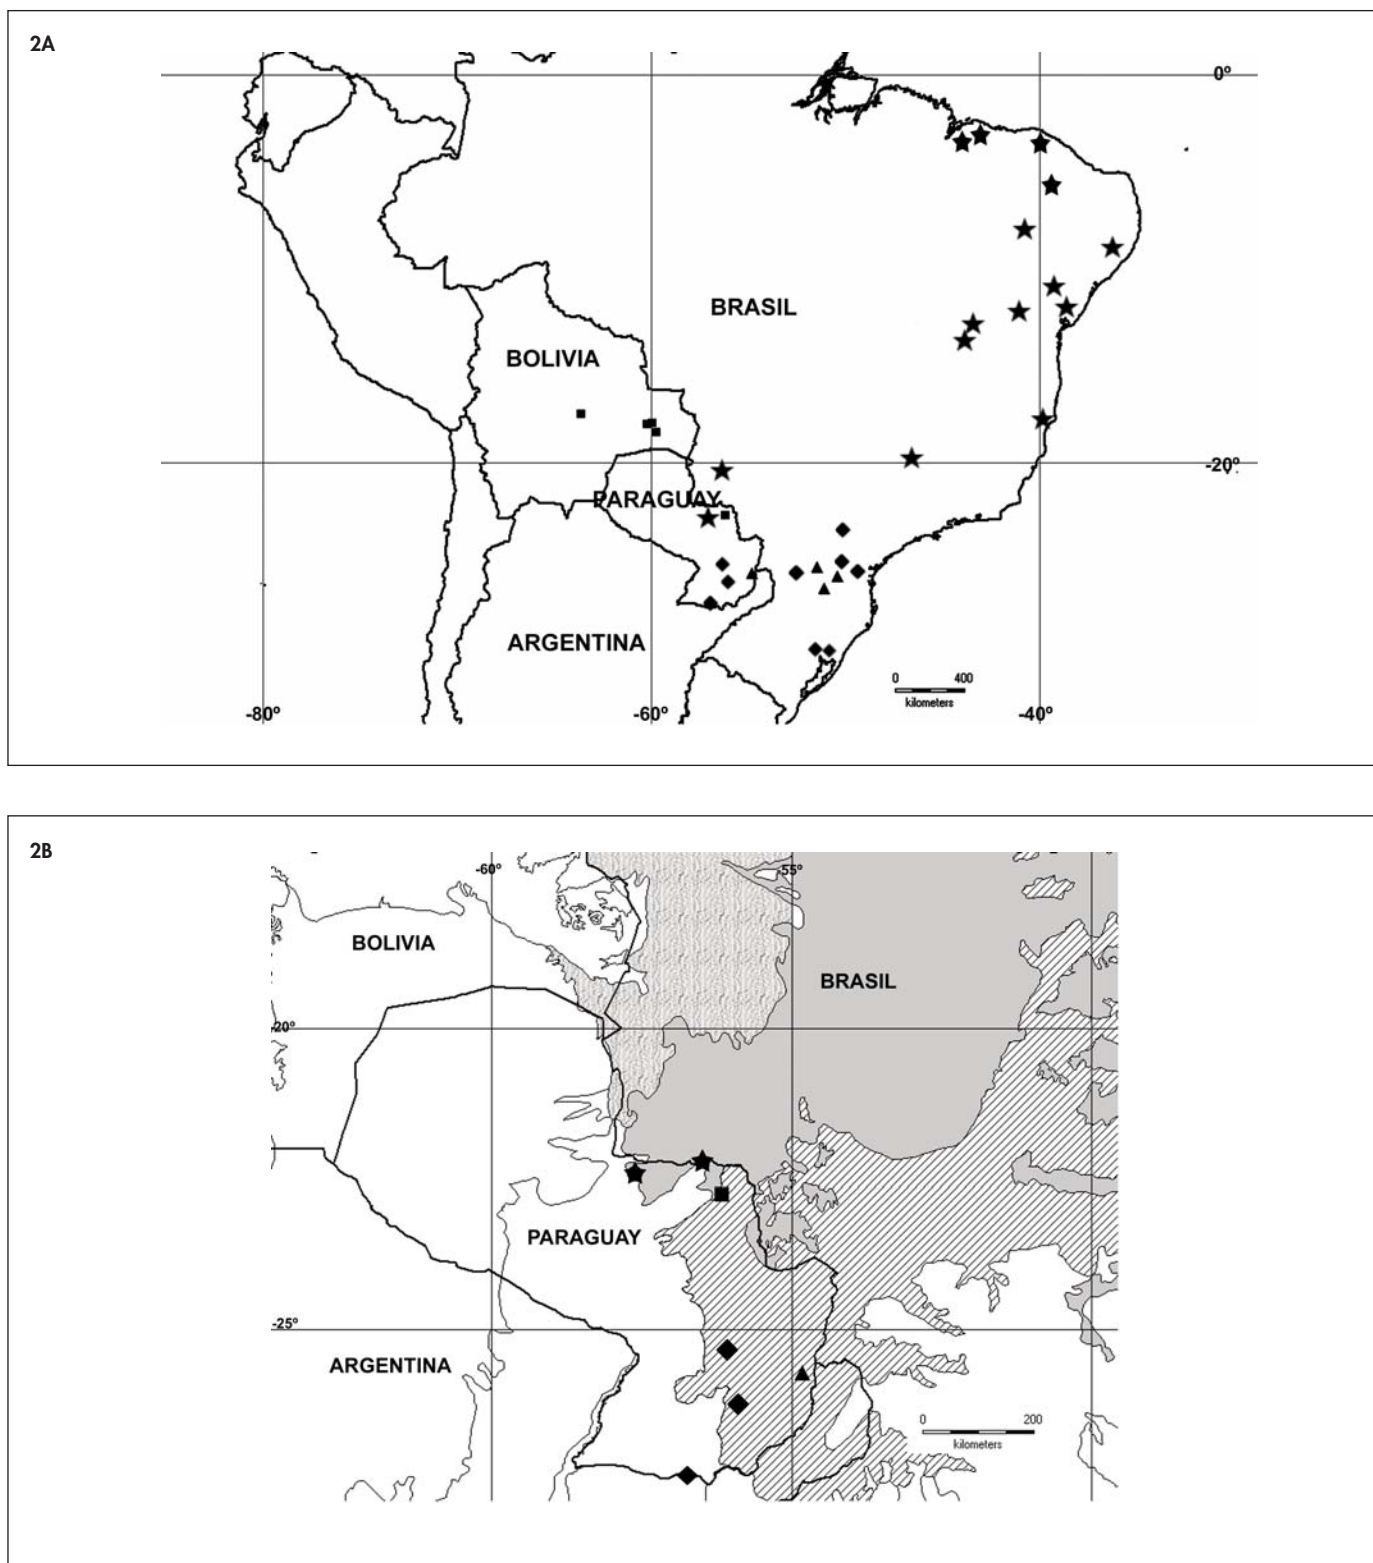 2A
0º
BRASIL
BOLIVIA
-20º
PARAGUAY
ARGENTINA
0 400
kilometers
-80º -60º -40º
2B
-60º -55º
BOLIVIA
BRASIL
-20º
PARAGUAY
-25º
ARGENTINA
0 200
kilometers